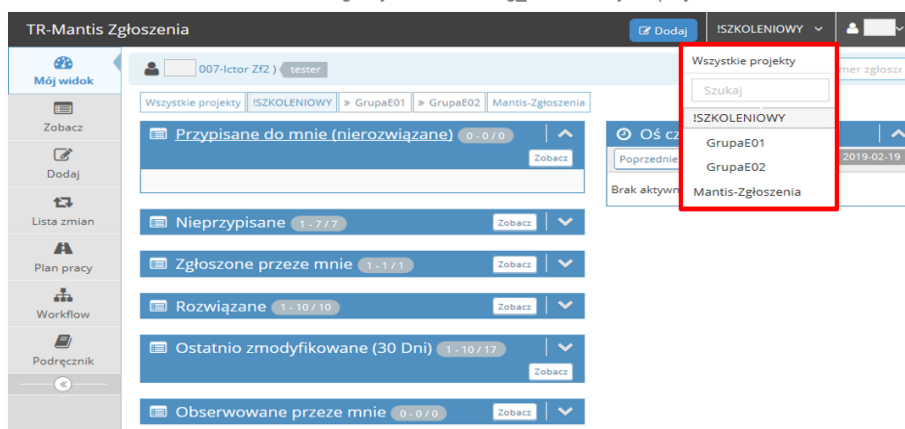 TR-Mantis Zgłoszenia
Dodaj
!SZKOLENIOWY
Mój widok
Zobacz
Dodaj
Lista zmian
Plan pracy
Workflow
Podręcznik
007-Ictor Zf2 ) tester
Wszystkie projekty !SZKOLENIOWY » GrupaE01 » GrupaE02 Mantis-Zgłoszenia
Przypisane do mnie (nierozwiązane) 0 - 0 / 0
Zobacz
Nieprzypisane 1 - 7 / 7 Zobacz
Zgłoszone przeze mnie 1 - 1 / 1 Zobacz
Rozwiązane 1 - 10 / 10 Zobacz
Ostatnio zmodyfikowane (30 Dni) 1 - 10 / 17
Zobacz
Obserwowane przeze mnie 0 - 0 / 0 Zobacz
Oś
Poprzednie
2019-02-19
Brak
Wszystkie projekty
Szukaj
!SZKOLENIOWY
GrupaE01
GrupaE02
Mantis-Zgłoszenia